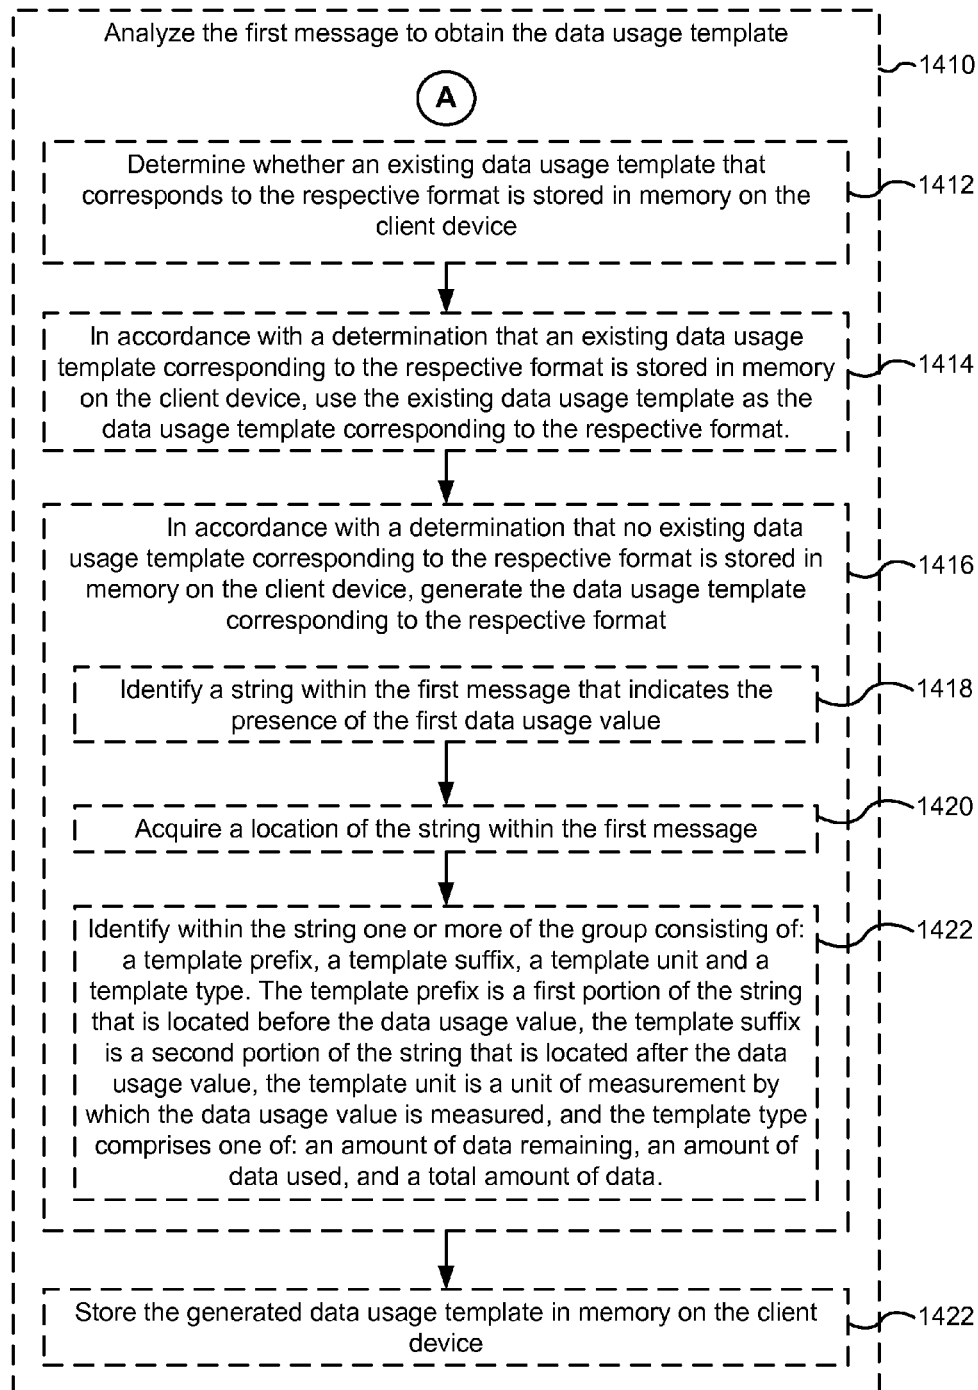 Analyze the first message to obtain the data usage template
1410
A
Determine whether an existing data usage template that
corresponds to the respective format is stored in memory on the
client device
1412
In accordance with a determination that an existing data usage
template corresponding to the respective format is stored in memory
on the client device, use the existing data usage template as the
data usage template corresponding to the respective format.
1414
In accordance with a determination that no existing data
usage template corresponding to the respective format is stored in
memory on the client device, generate the data usage template
corresponding to the respective format
1416
Identify a string within the first message that indicates the
presence of the first data usage value
1418
Acquire a location of the string within the first message
1420
Identify within the string one or more of the group consisting of:
a template prefix, a template suffix, a template unit and a
template type. The template prefix is a first portion of the string
that is located before the data usage value, the template suffix
is a second portion of the string that is located after the data
usage value, the template unit is a unit of measurement by
which the data usage value is measured, and the template type
comprises one of: an amount of data remaining, an amount of
data used, and a total amount of data.
1422
Store the generated data usage template in memory on the client
device
1422